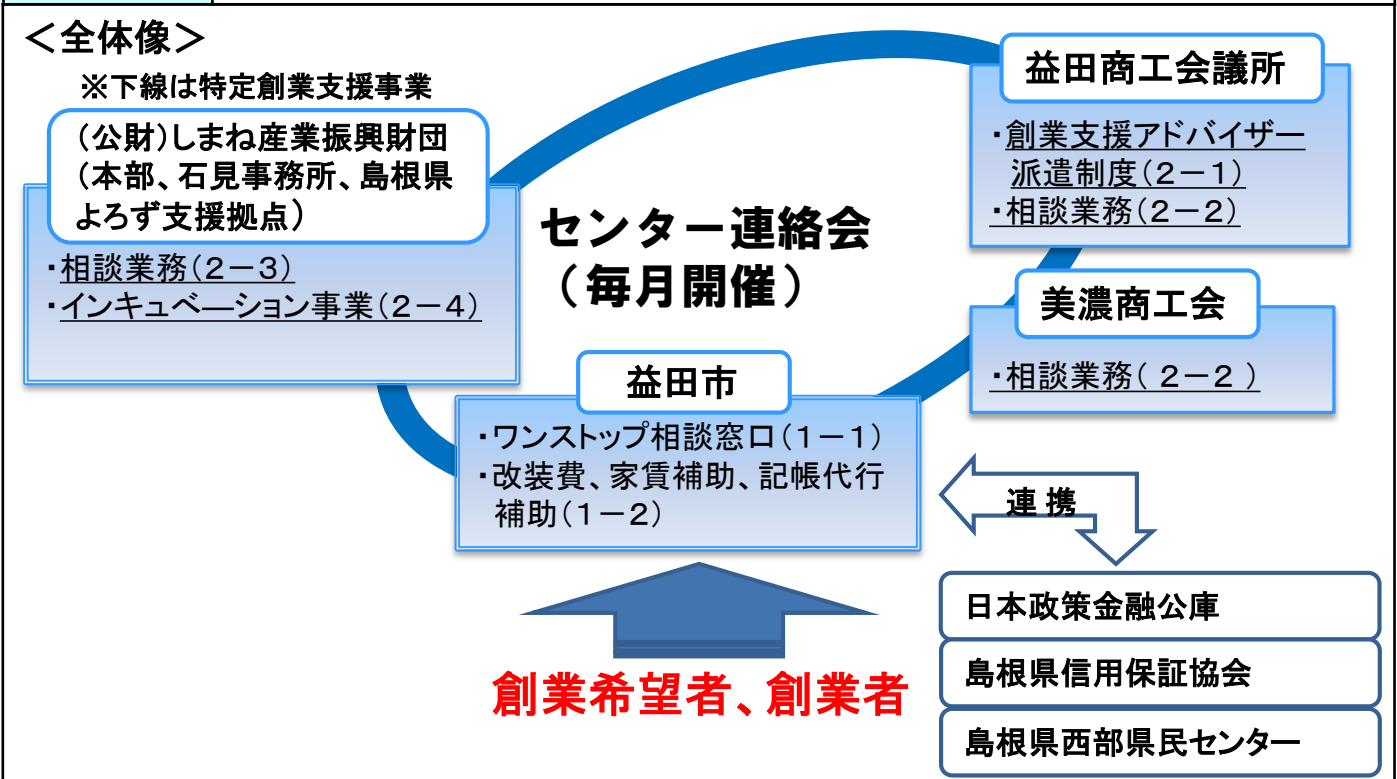 ＜全体像＞
※下線は特定創業支援事業
（公財）しまね産業振興財団
（本部、石見事務所、島根県
よろず支援拠点）
・相談業務（２－３）
・インキュベーション事業（２－４）
センター連絡会
（毎月開催）
益田商工会議所
・創業支援アドバイザー
派遣制度（２－１）
・相談業務（２－２）
美濃商工会
・相談業務（ ２－２ ）
益田市
・ワンストップ相談窓口（１－１）
・改装費、家賃補助、記帳代行
補助（１－２）
連 携
創業希望者、創業者
日本政策金融公庫
島根県信用保証協会
島根県西部県民センター